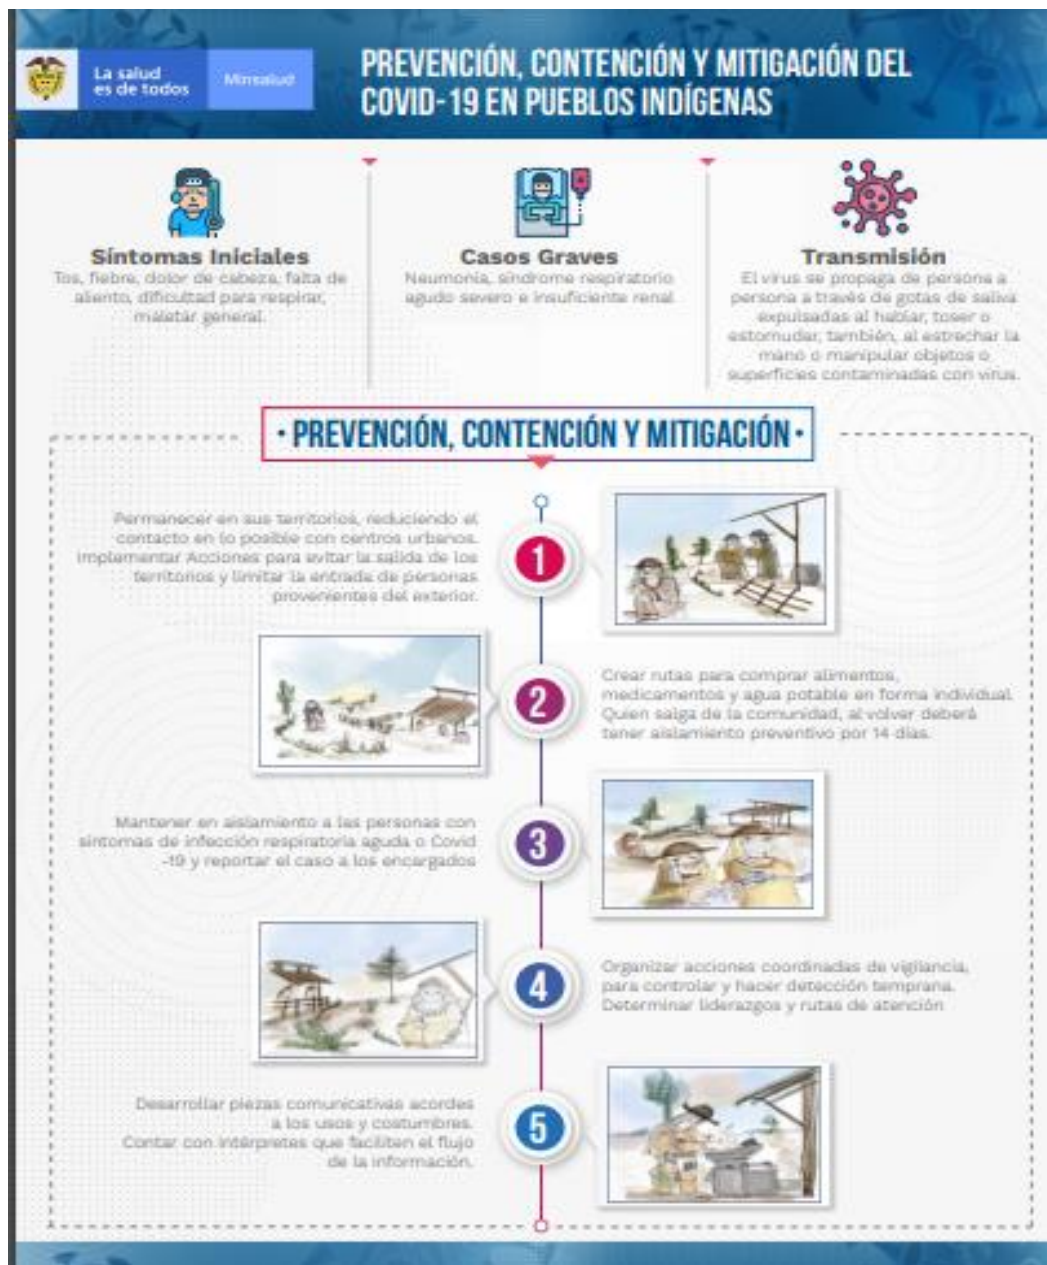 La salud
es de todos
Minsalud
PREVENCIÓN, CONTENCIÓN Y MITIGACIÓN DEL
COVID-19 EN PUEBLOS INDÍGENAS
Síntomas Iniciales
Tos, fiebre, dolor de cabeza, falta de
aliento, dificultad para respirar,
maletar general.
Casos Graves
Neumonía, síndrome respiratorio
agudo severo e insuficiente renal
Transmisión
El virus se propaga de persona a
persona a través de gotas de saliva
expulsadas al hablar, toser o
estornudar, también, al estrechar la
mano o manipular objetos o
superficies contaminadas con virus.
• PREVENCIÓN, CONTENCIÓN Y MITIGACIÓN •
Permanecer en sus territorios, reduciendo el
contacto en lo posible con centros urbanos.
Implementar Acciones para evitar la salida de los
territorios y limitar la entrada de personas
provenientes del exterior.
1
2
Crear rutas para comprar alimentos,
medicamentos y agua potable en forma individual.
Quien salga de la comunidad, al volver deberá
tener aislamiento preventivo por 14 días.
Mantener en aislamiento a las personas con
síntomas de infección respiratoria aguda o Covid
-19 y reportar el caso a los encargados
3
4
Organizar acciones coordinadas de vigilancia,
para controlar y hacer detección temprana.
Determinar liderazgos y rutas de atención
Desarrollar piezas comunicativas acordes
a los usos y costumbres.
Contar con intérpretes que faciliten el flujo
de la información.
5